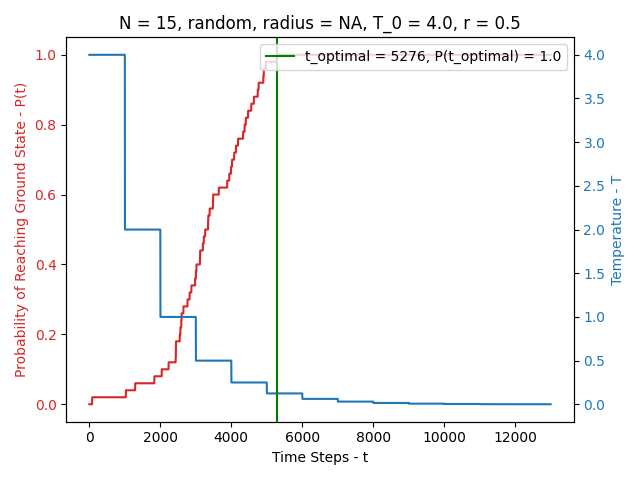 N = 15, random, radius = NA, T_0 = 4.0, r = 0.5
t_optimal = 5276, P(t_optimal) = 1.0
Probability of Reaching Ground State - P(t)
1.0
0.8
0.6
0.4
0.2
0.0
4.0
3.5
3.0
2.5
2.0
1.5
1.0
0.5
0.0
Temperature - T
0 2000 4000 6000 8000 10000 12000
Time Steps - t